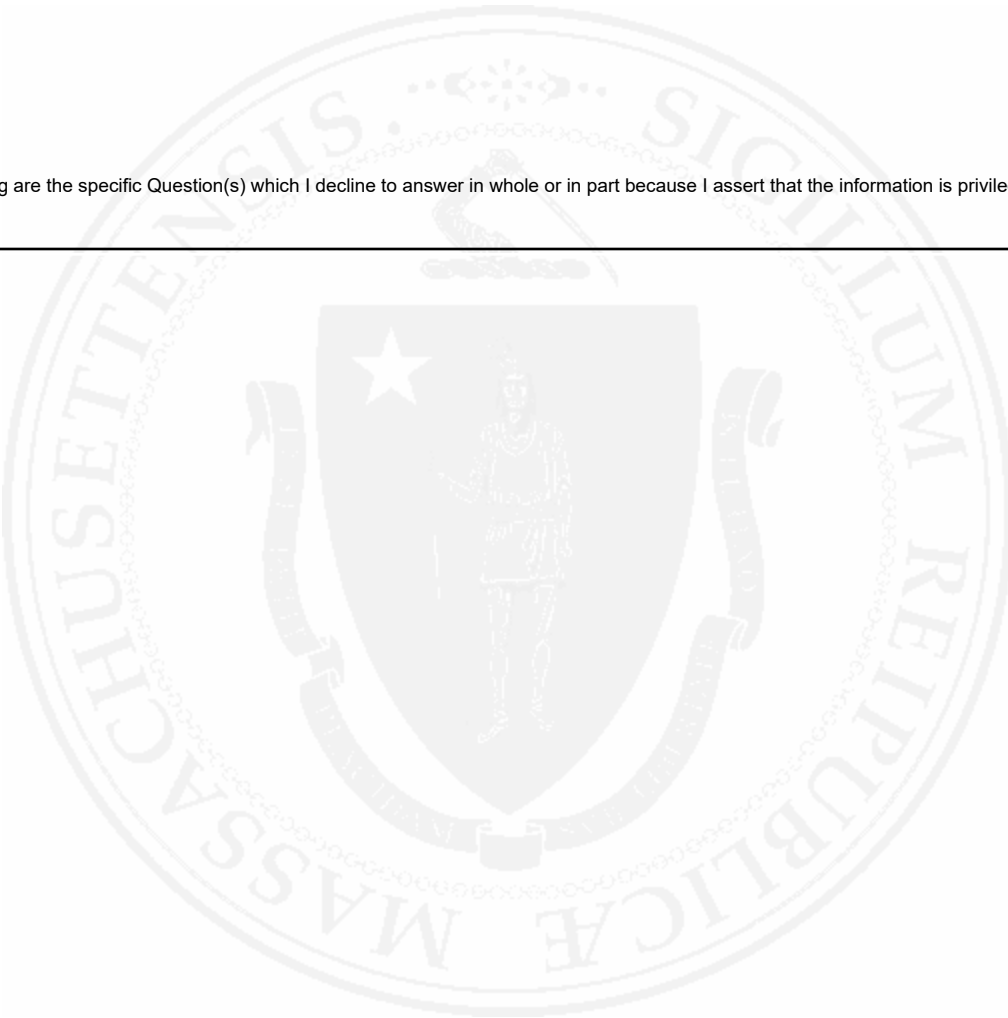 g are the specific Question(s) which I decline to answer in whole or in part because I assert that the information is privile
SIGILLUM REIPUBLICÆ MASSACHUSETTENSIS.